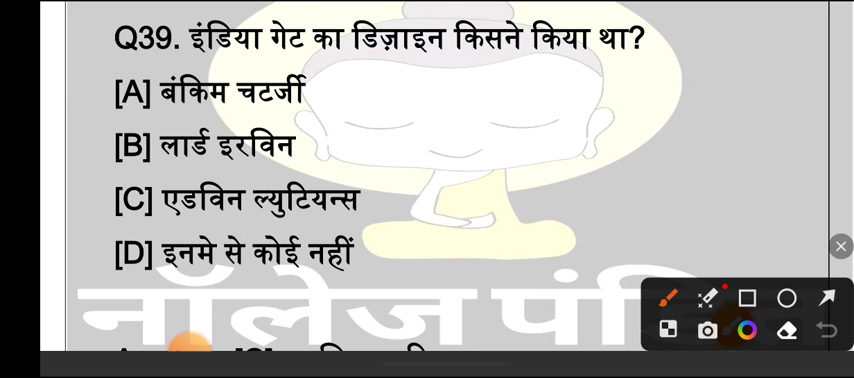 Q39. इंडिया गेट का डिज़ाइन किसने किया था?
[A] बंकिम चटर्जी
[B] लार्ड इरविन
[C] एडविन ल्युटियन्स
[D] इनमे से कोई नहीं
नॉलेज